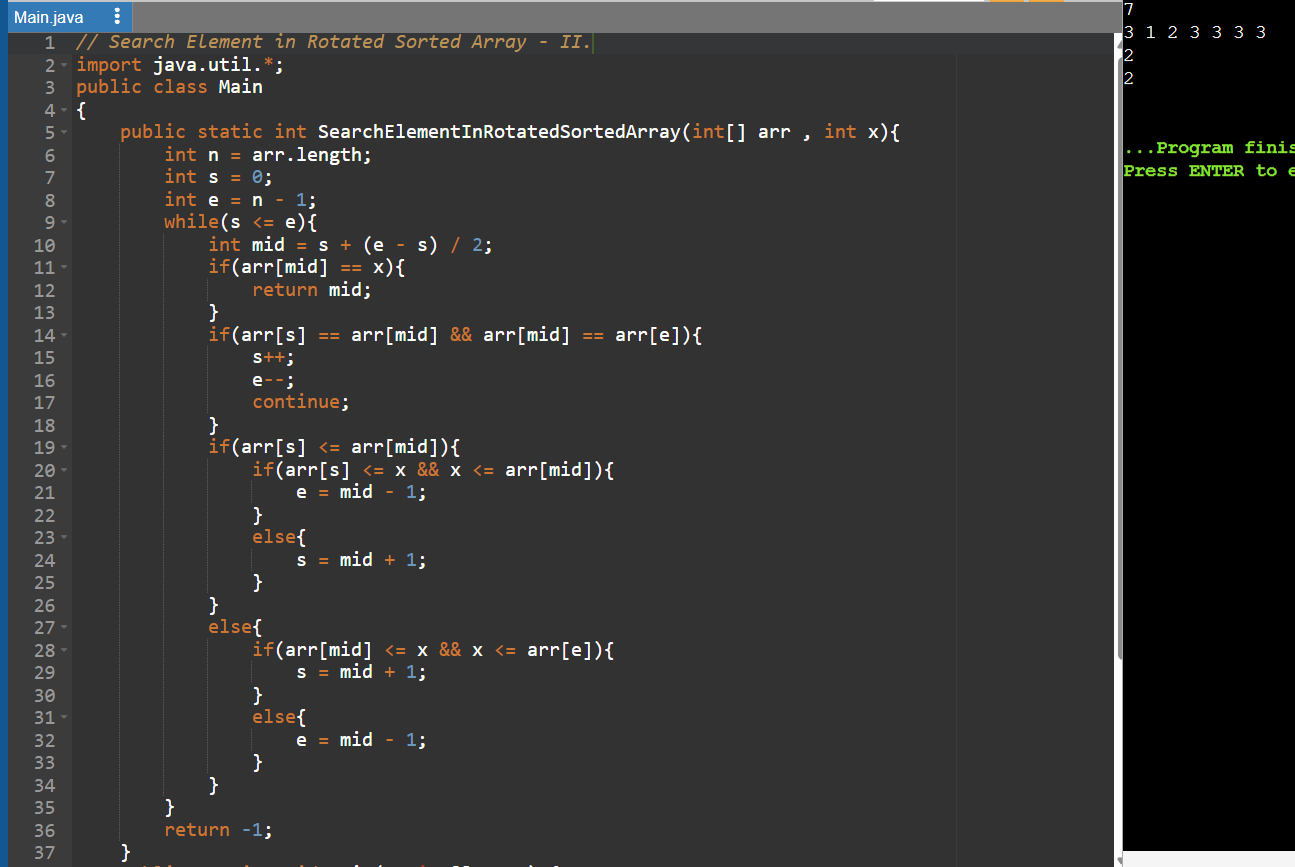 Main.java
1 // Search Element in Rotated Sorted Array - II.
2 import java.util.*;
3 public class Main
4 {
5 public static int SearchElementInRotatedSortedArray(int[] arr , int x){
6 int n = arr.length;
7 int s = 0;
8 int e = n - 1;
9 while(s <= e){
10 int mid = s + (e - s) / 2;
11 if(arr[mid] == x){
12 return mid;
13 }
14 if(arr[s] == arr[mid] && arr[mid] == arr[e]){
15 s++;
16 e--;
17 continue;
18 }
19 if(arr[s] <= arr[mid]){
20 if(arr[s] <= x && x <= arr[mid]){
21 e = mid - 1;
22 }
23 else{
24 s = mid + 1;
25 }
26 }
27 else{
28 if(arr[mid] <= x && x <= arr[e]){
29 s = mid + 1;
30 }
31 else{
32 e = mid - 1;
33 }
34 }
35 }
36 return -1;
37 }
7
3 1 2 3 3 3 3
2
2
...Program finis
Press ENTER to e